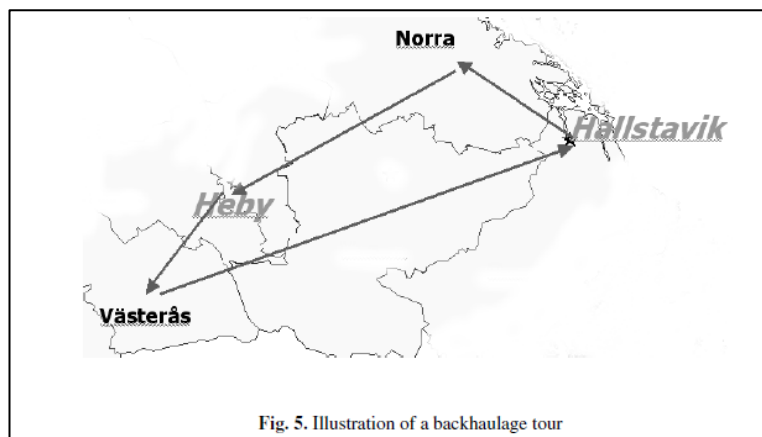 Norra
Hallstavik
Heby
Västerås
Fig. 5. Illustration of a backhaulage tour